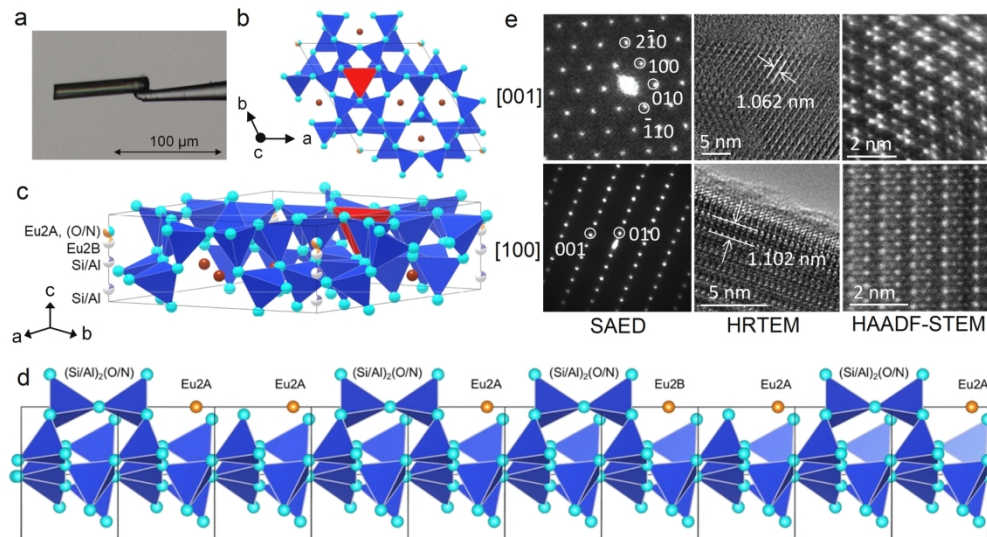 a
100 μm
b
b
c
a
c
Eu2A, (O/N)
Eu2B
Si/Al
Si/Al
c
a
b
e
[001]
21̄0
100
010
1̄10
1.062 nm
5 nm
2 nm
[100]
001
010
1.102 nm
5 nm
2 nm
SAED
HRTEM
HAADF-STEM
d
(Si/Al)₂(O/N)
Eu2A
Eu2A
(Si/Al)₂(O/N)
Eu2A
(Si/Al)₂(O/N)
Eu2B
Eu2A
(Si/Al)₂(O/N)
Eu2A